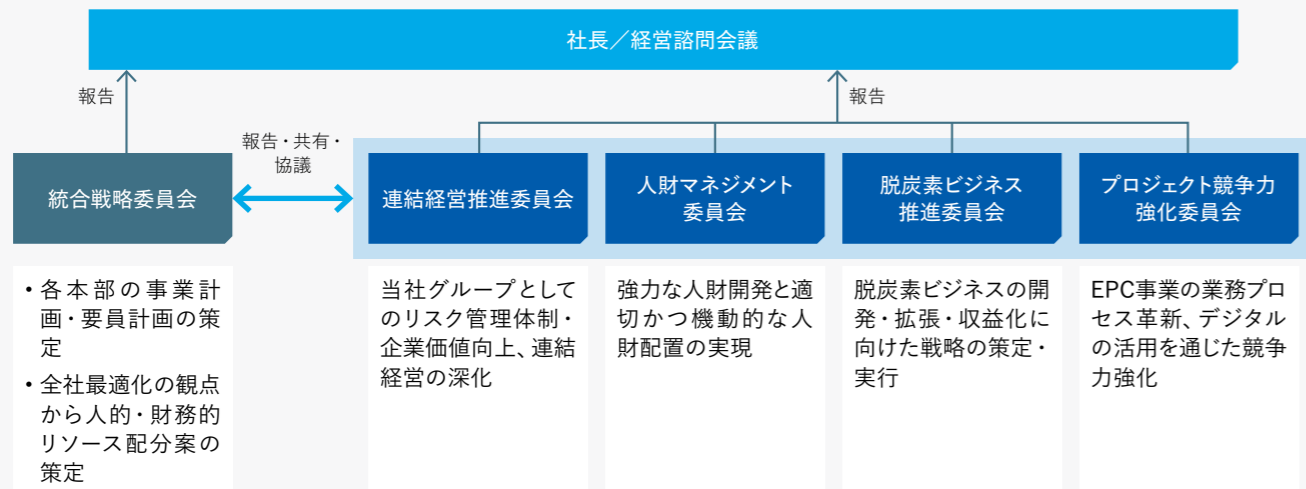 社長／経営諮問会議
報告
報告
報告・共有・
協議
統合戦略委員会
連結経営推進委員会
人財マネジメント
委員会
脱炭素ビジネス
推進委員会
プロジェクト競争力
強化委員会
・各本部の事業計
画・要員計画の策
定
・全社最適化の観点
から人的・財務的
リソース配分案の
策定
当社グループとして
のリスク管理体制・
企業価値向上、連結
経営の深化
強力な人財開発と適
切かつ機動的な人
財配置の実現
脱炭素ビジネスの開
発・拡張・収益化に
向けた戦略の策定・
実行
EPC事業の業務プロ
セス革新、デジタル
の活用を通じた競争
力強化